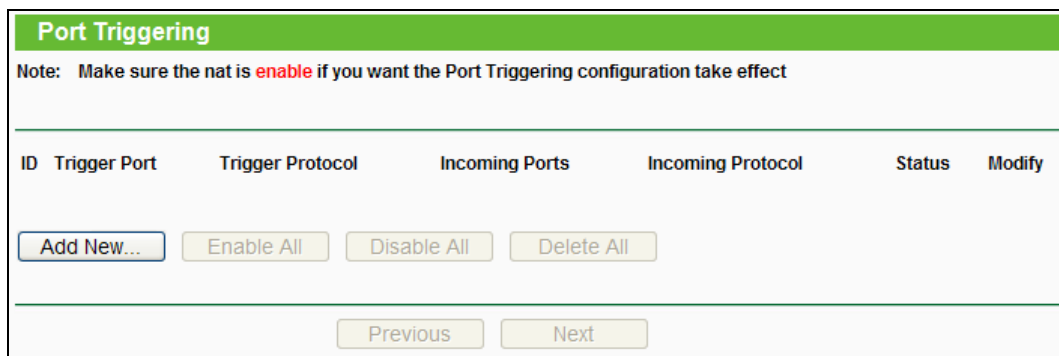 Port Triggering
Note: Make sure the nat is enable if you want the Port Triggering configuration take effect
ID Trigger Port Trigger Protocol Incoming Ports Incoming Protocol Status Modify
Add New... Enable All Disable All Delete All
Previous Next